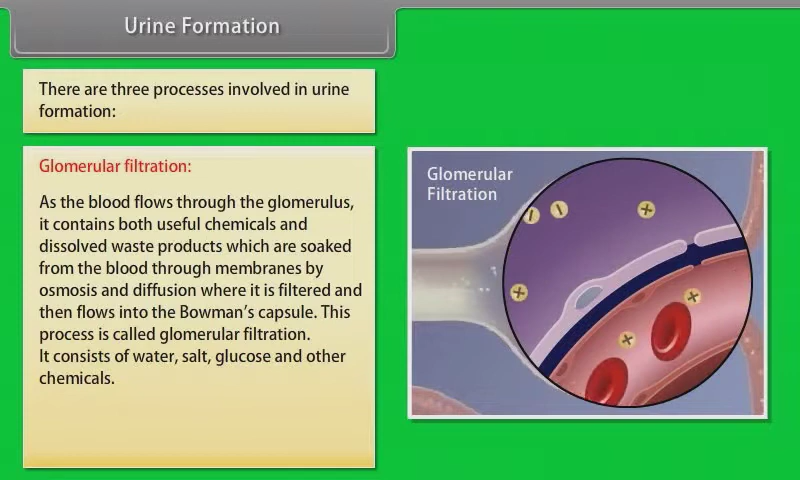 Urine Formation
There are three processes involved in urine
formation:
Glomerular filtration:
As the blood flows through the glomerulus,
it contains both useful chemicals and
dissolved waste products which are soaked
from the blood through membranes by
osmosis and diffusion where it is filtered and
then flows into the Bowman's capsule. This
process is called glomerular filtration.
It consists of water, salt, glucose and other
chemicals.
Glomerular
Filtration